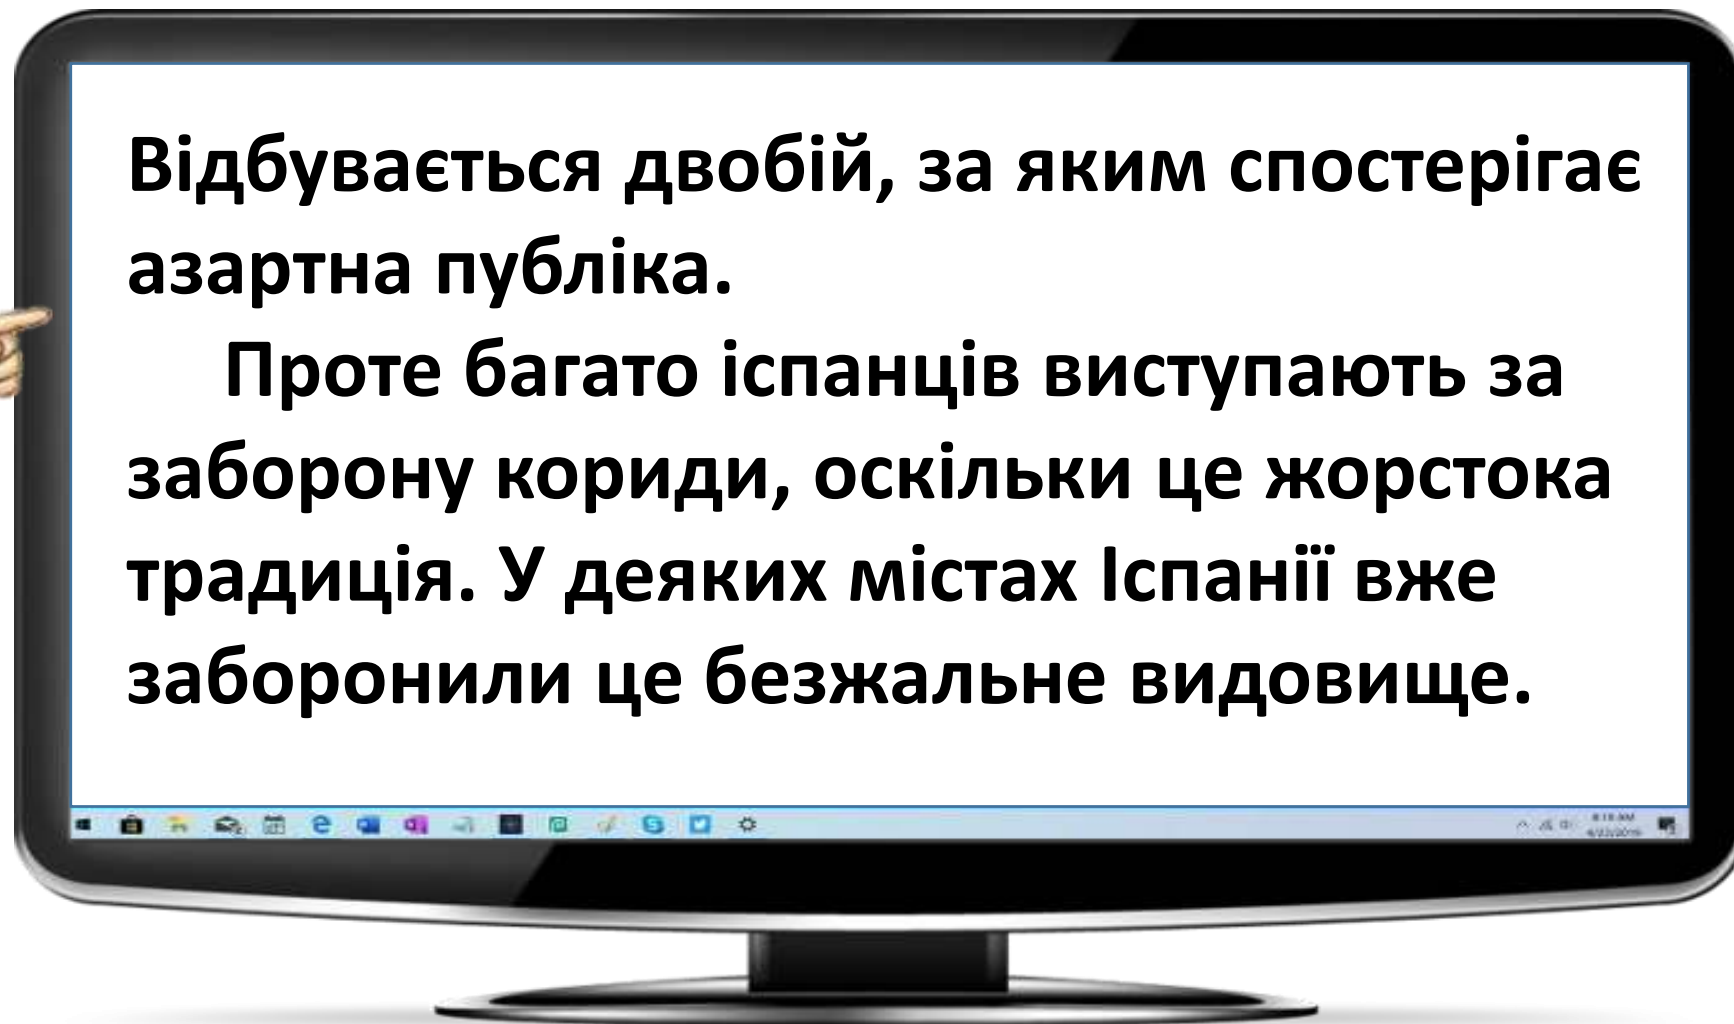 Відбувається двобій, за яким спостерігає
азартна публіка.
Проте багато іспанців виступають за
заборону кориди, оскільки це жорстока
традиція. У деяких містах Іспанії вже
заборонили це безжальне видовище.